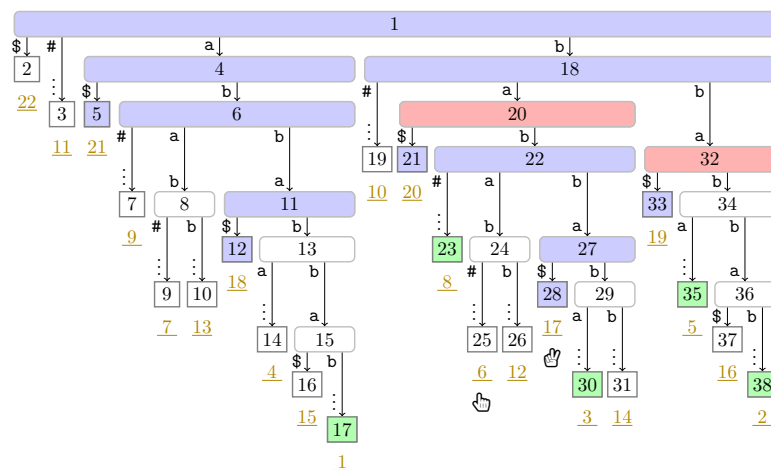 1
$ # a b
2 4 18
22 $ b # a b
3 5 6 20
11 21 # a b $ b a
19 21 22 32
10 20 # a b $ b
b a b a
7 8 11 23 24 27 33 34
9 # b $ b 8 # b $ b 19 a b
12 13 28 29 35 36
18 a b 17 a b 5 $ b
9 10 25 26
7 13 a 6 12
14 15 37
4 $ b 16
16 30 31 38
15 3 14 2
17
1